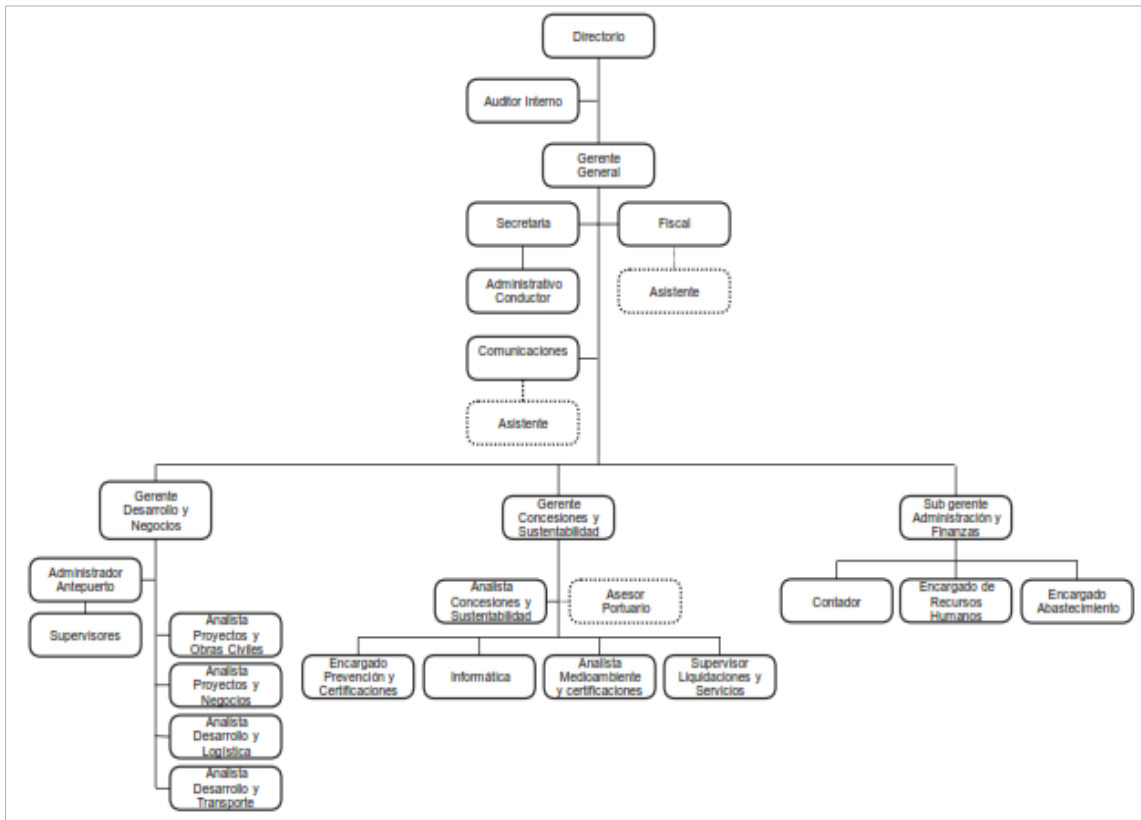 Directorio
Auditor Interno
Gerente
General
Secretaria
Fiscal
Administrativo
Conductor
Asistente
Comunicaciones
Asistente
Gerente
Desarrollo y
Negocios
Gerente
Concesiones y
Sustentabilidad
Sub gerente
Administración y
Finanzas
Administrador
Antepuerto
Supervisores
Analista
Proyectos y
Obras Civiles
Analista
Proyectos y
Negocios
Analista
Desarrollo y
Logística
Analista
Desarrollo y
Transporte
Analista
Concesiones y
Sustentabilidad
Asesor
Portuario
Encargado
Prevención y
Certificaciones
Informática
Analista
Medioambiente
y certificaciones
Supervisor
Liquidaciones y
Servicios
Contador
Encargado de
Recursos
Humanos
Encargado
Abastecimiento